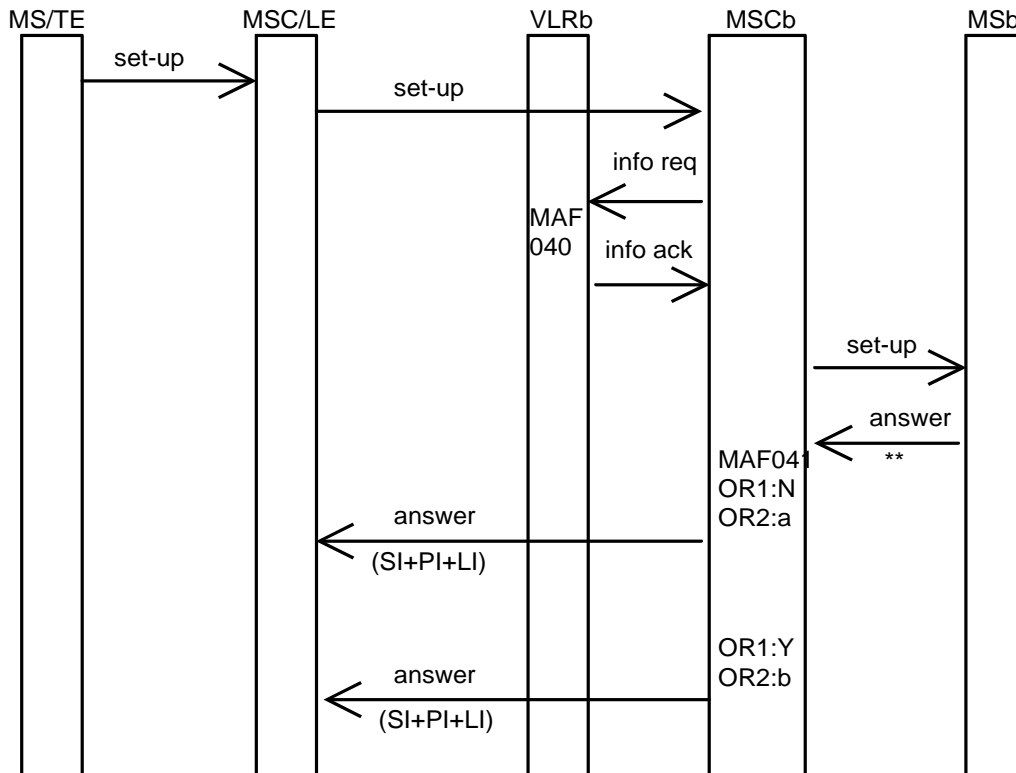 MS/TE
MSC/LE
VLRb
MSCb
MSb
set-up
set-up
info req
MAF
040
info ack
set-up
answer
**
MAF041
OR1:N
OR2:a
answer
(SI+PI+LI)
OR1:Y
OR2:b
answer
(SI+PI+LI)